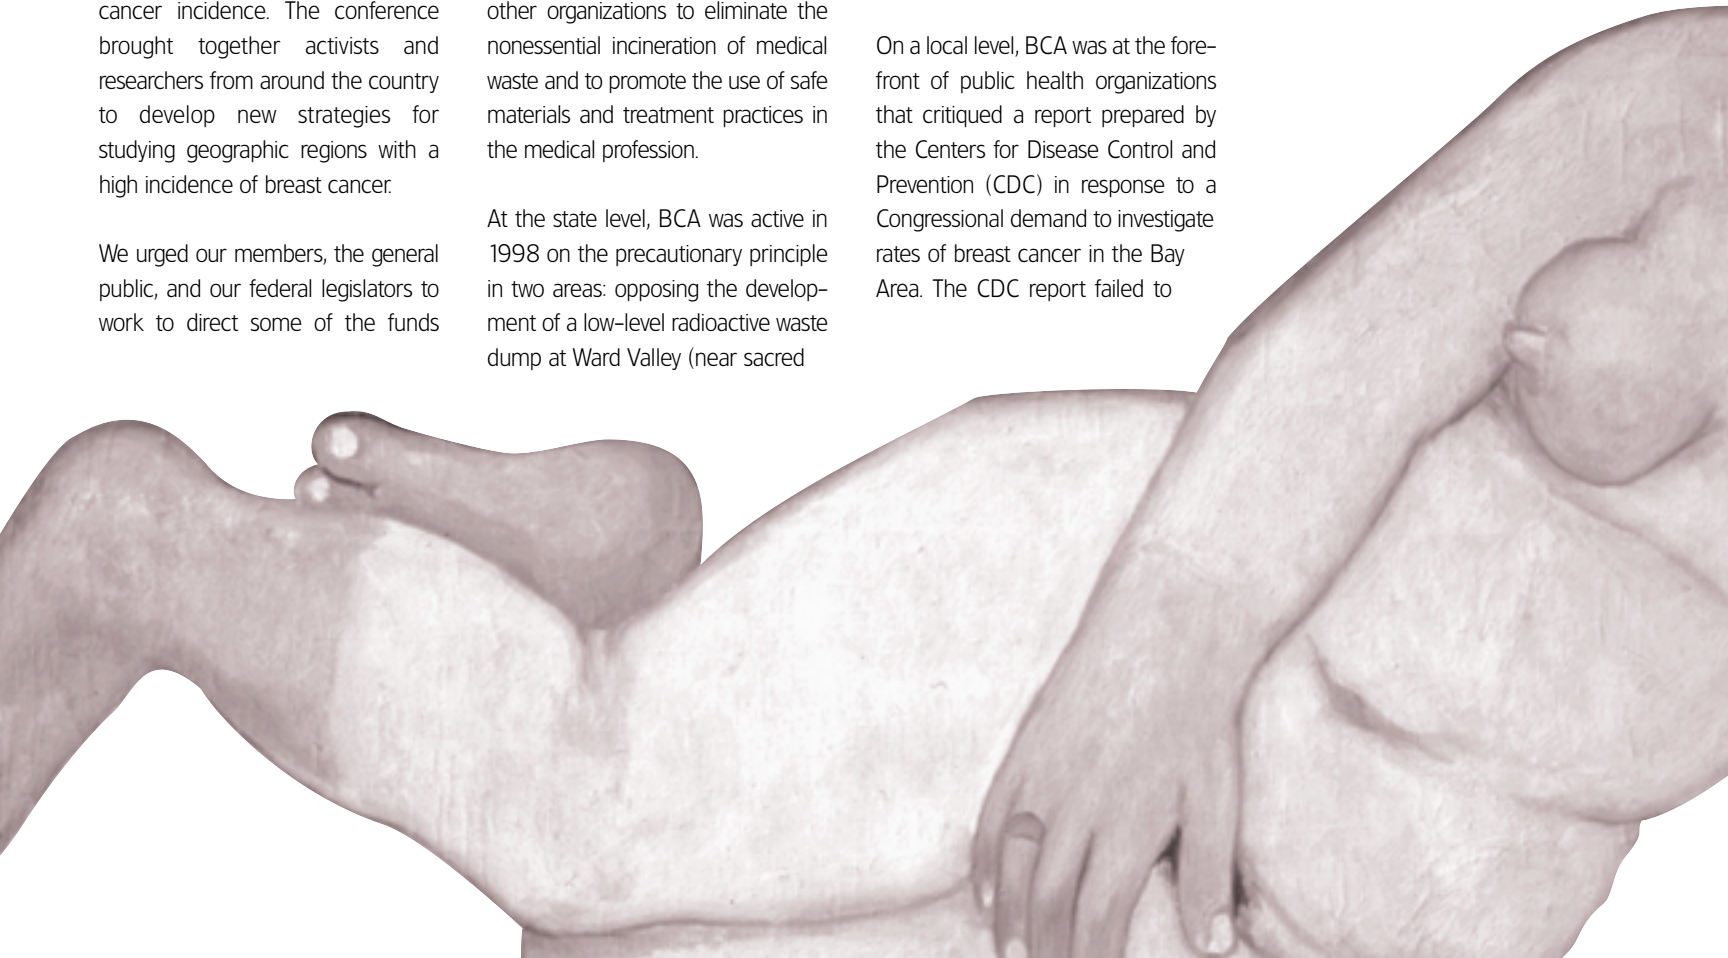 cancer incidence. The conference
brought together activists and
researchers from around the country
to develop new strategies for
studying geographic regions with a
high incidence of breast cancer.
We urged our members, the general
public, and our federal legislators to
work to direct some of the funds
other organizations to eliminate the
nonessential incineration of medical
waste and to promote the use of safe
materials and treatment practices in
the medical profession.
At the state level, BCA was active in
1998 on the precautionary principle
in two areas: opposing the develop-
ment of a low-level radioactive waste
dump at Ward Valley (near sacred
On a local level, BCA was at the fore-
front of public health organizations
that critiqued a report prepared by
the Centers for Disease Control and
Prevention (CDC) in response to a
Congressional demand to investigate
rates of breast cancer in the Bay
Area. The CDC report failed to